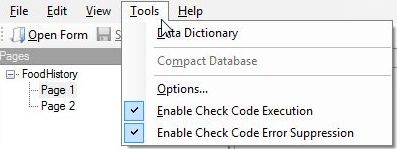 File Edit View Tools Help
Open Form S
Data Dictionary
Pages
Compact Database
FoodHistory
Page 1
Options...
Page 2
Enable Check Code Execution
Enable Check Code Error Suppression